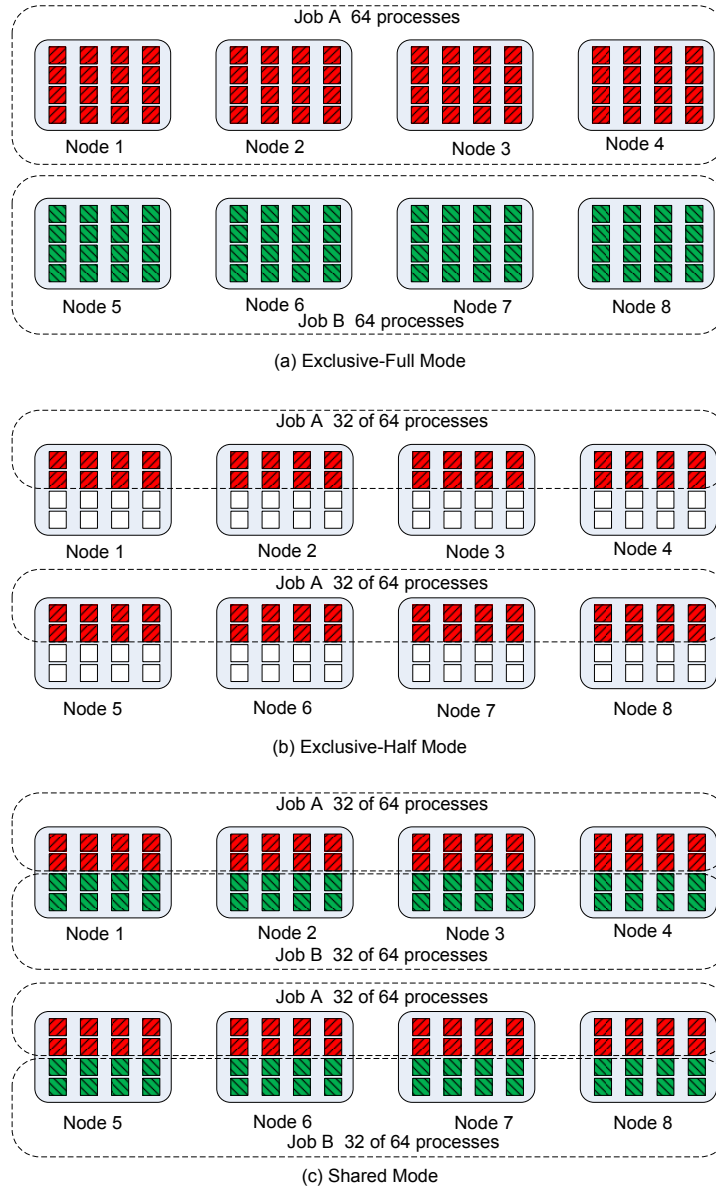 Job A 64 processes
Node 1 Node 2 Node 3 Node 4
Node 5 Node 6 Node 7 Node 8
Job B 64 processes
(a) Exclusive-Full Mode
Job A 32 of 64 processes
Node 1 Node 2 Node 3 Node 4
Job A 32 of 64 processes
Node 5 Node 6 Node 7 Node 8
(b) Exclusive-Half Mode
Job A 32 of 64 processes
Node 1 Node 2 Node 3 Node 4
Job B 32 of 64 processes
Job A 32 of 64 processes
Node 5 Node 6 Node 7 Node 8
Job B 32 of 64 processes
(c) Shared Mode